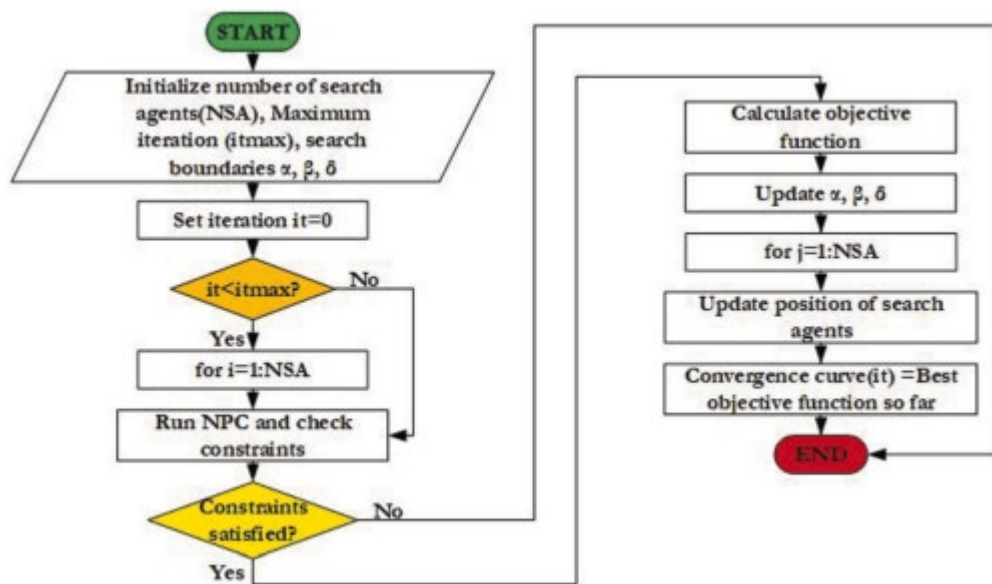 START
Initialize number of search
agents(NSA), Maximum
iteration (itmax), search
boundaries α, β, δ
Set iteration it=0
it<itmax?
No
Yes
for i=1:NSA
Run NPC and check
constraints
Constraints
satisfied?
No
Yes
Calculate objective
function
Update α, β, δ
for j=1:NSA
Update position of search
agents
Convergence curve(it) =Best
objective function so far
END